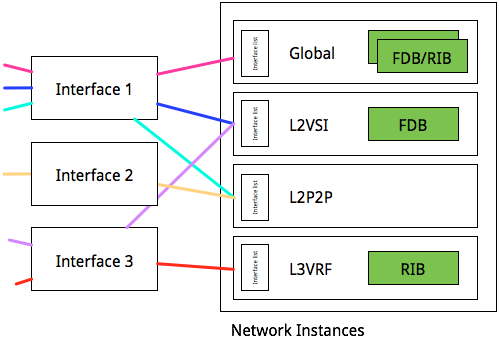 Interface list
Global
FDB/RIB
Interface 1
Interface list
L2VSI
FDB
Interface 2
Interface list
L2P2P
Interface 3
Interface list
L3VRF
RIB
Network Instances